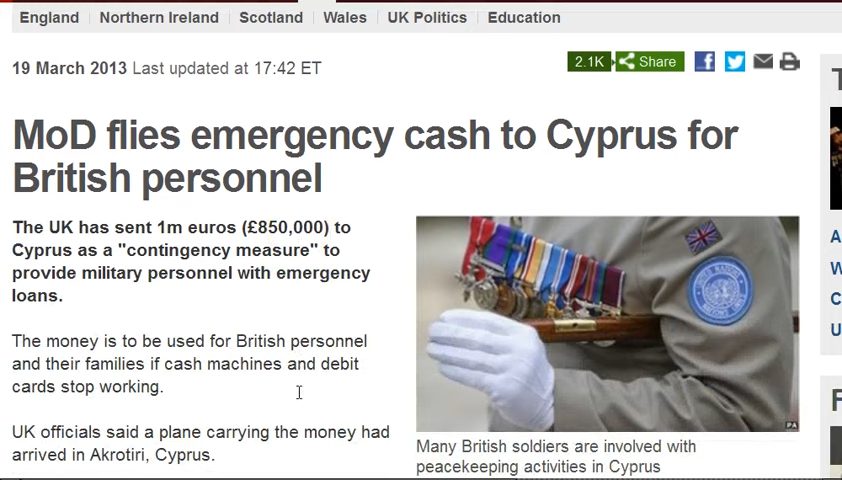 England
Northern Ireland
Scotland
Wales
UK Politics
Education
19 March 2013 Last updated at 17:42 ET
2.1K
Share
MoD flies emergency cash to Cyprus for
British personnel
The UK has sent 1m euros (£850,000) to
Cyprus as a "contingency measure" to
provide military personnel with emergency
loans.
The money is to be used for British personnel
and their families if cash machines and debit
cards stop working.
UK officials said a plane carrying the money had
arrived in Akrotiri, Cyprus.
PA
Many British soldiers are involved with
peacekeeping activities in Cyprus